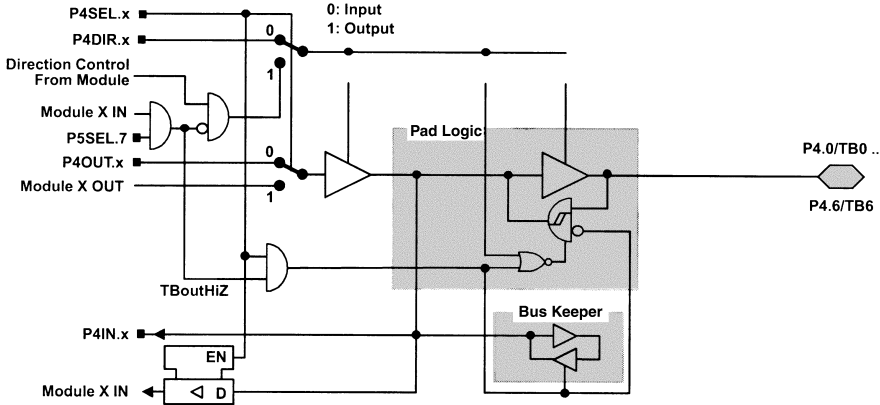 P4SEL.x
0: Input
1: Output
P4DIR.x
0
Direction Control
From Module
1
Module X IN
P5SEL.7
Pad Logic
P4OUT.x
0
P4.0/TB0 ..
Module X OUT
1
P4.6/TB6
TBoutHiZ
Bus Keeper
P4IN.x
EN
Module X IN
D